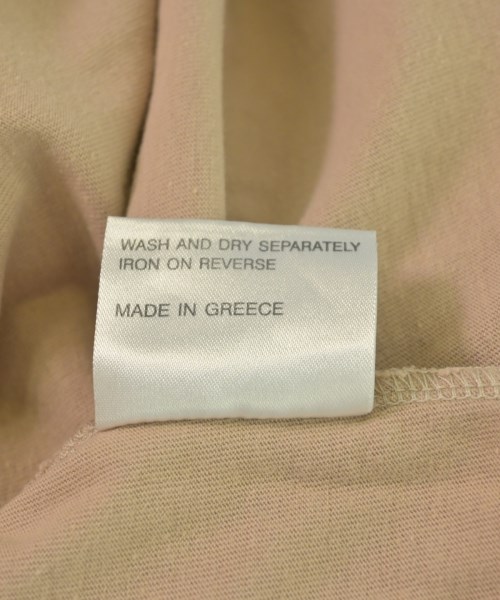 WASH AND DRY SEPARATELY
IRON ON REVERSE
MADE IN GREECE